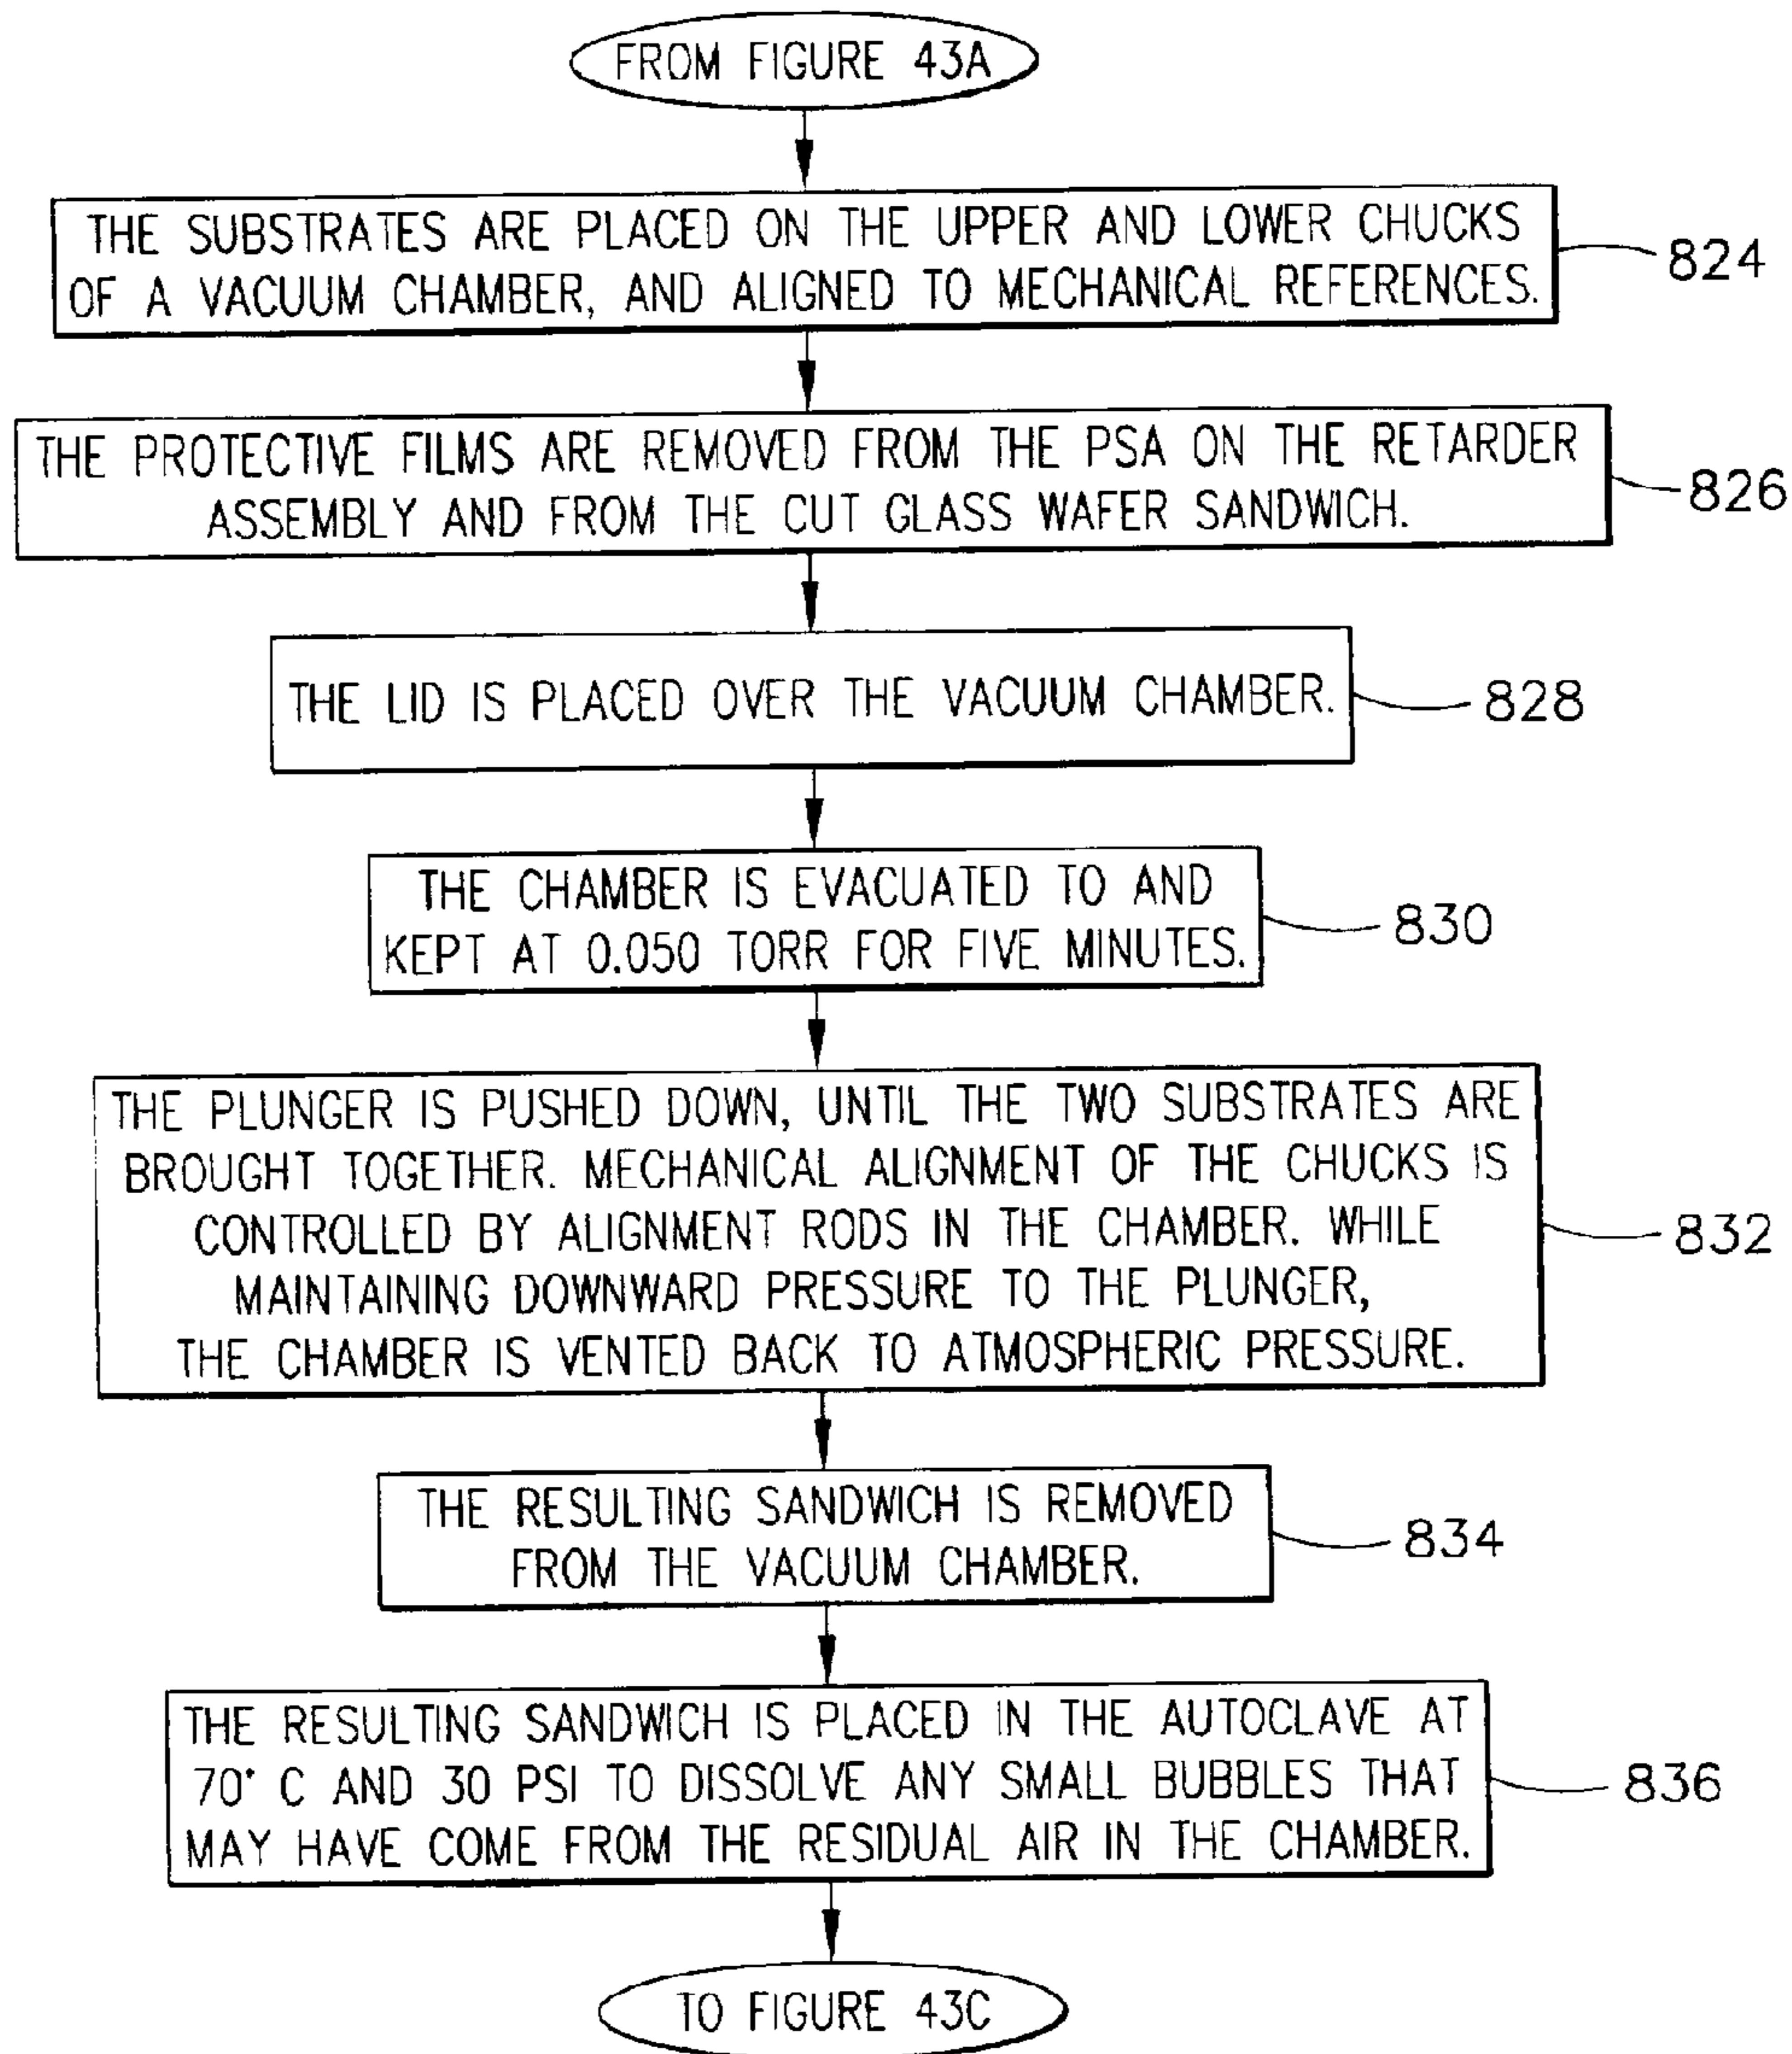 FROM FIGURE 43A
THE SUBSTRATES ARE PLACED ON THE UPPER AND LOWER CHUCKS
OF A VACUUM CHAMBER, AND ALIGNED TO MECHANICAL REFERENCES.
824
THE PROTECTIVE FILMS ARE REMOVED FROM THE PSA ON THE RETARDER
ASSEMBLY AND FROM THE CUT GLASS WAFER SANDWICH.
826
THE LID IS PLACED OVER THE VACUUM CHAMBER.
828
THE CHAMBER IS EVACUATED TO AND
KEPT AT 0.050 TORR FOR FIVE MINUTES.
830
THE PLUNGER IS PUSHED DOWN, UNTIL THE TWO SUBSTRATES ARE
BROUGHT TOGETHER. MECHANICAL ALIGNMENT OF THE CHUCKS IS
CONTROLLED BY ALIGNMENT RODS IN THE CHAMBER. WHILE
MAINTAINING DOWNWARD PRESSURE TO THE PLUNGER,
THE CHAMBER IS VENTED BACK TO ATMOSPHERIC PRESSURE.
832
THE RESULTING SANDWICH IS REMOVED
FROM THE VACUUM CHAMBER.
834
THE RESULTING SANDWICH IS PLACED IN THE AUTOCLAVE AT
70° C AND 30 PSI TO DISSOLVE ANY SMALL BUBBLES THAT
MAY HAVE COME FROM THE RESIDUAL AIR IN THE CHAMBER.
836
TO FIGURE 43C